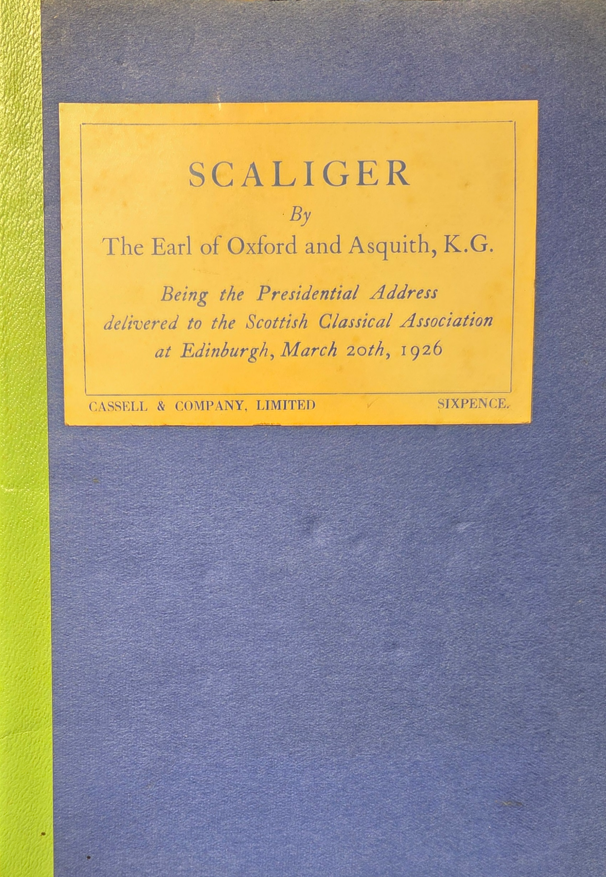 SCALIGER
By
The Earl of Oxford and Asquith, K.G.
Being the Presidential Address
delivered to the Scottish Classical Association
at Edinburgh, March 20th, 1926
CASSELL & COMPANY, LIMITED SIXPENCE.